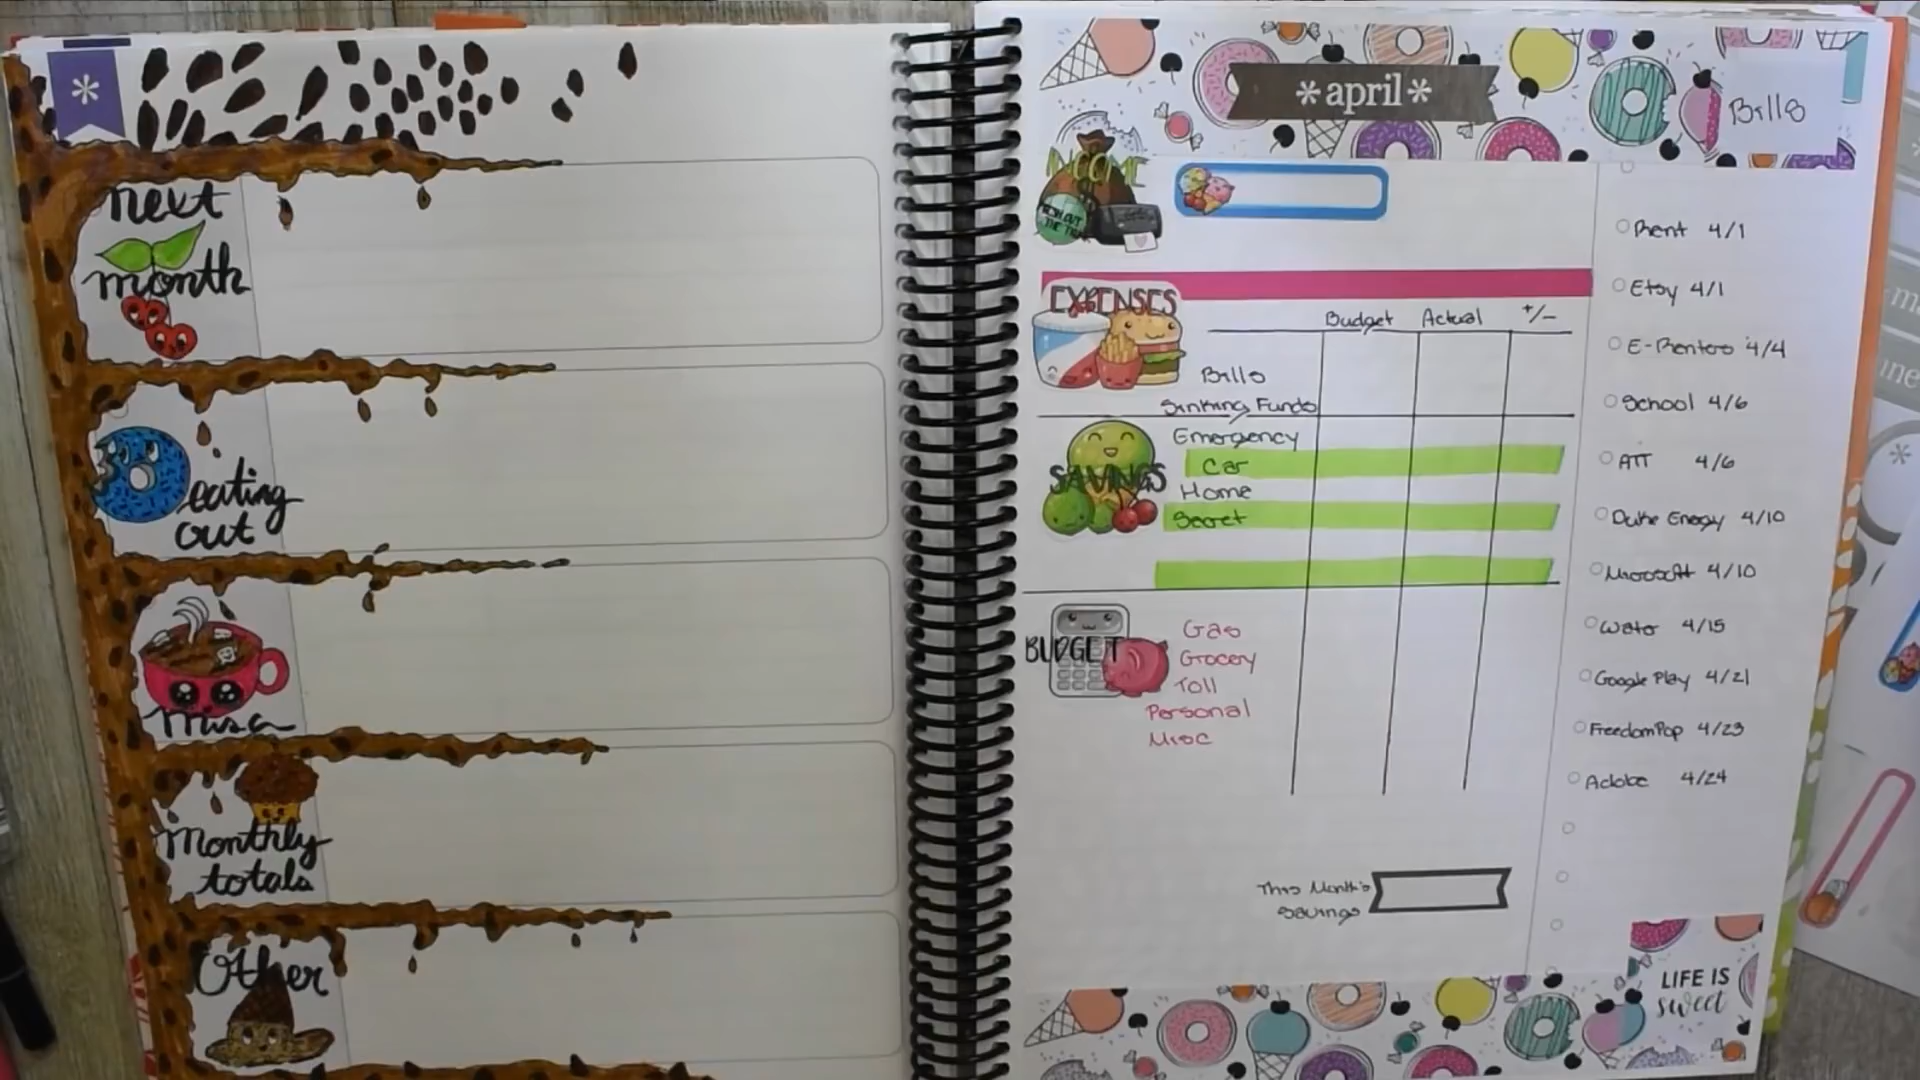 *
next
month
eating
out
Misc
Monthly
totals
Other
*april*
Bills
INCOME
EXPENSES
Budget Actual +/-
Bills
Sinking Funds
SAVINGS
Emergency
Car
Home
Secret
BUDGET
Gas
Grocery
Toll
Personal
Misc
This Month's
Savings
Rent 4/1
Etsy 4/1
E-Renters 4/4
School 4/6
ATT 4/6
Duke Energy 4/10
Microsoft 4/10
Water 4/15
Google Play 4/21
FreedomPop 4/23
Adobe 4/24
LIFE IS
sweet